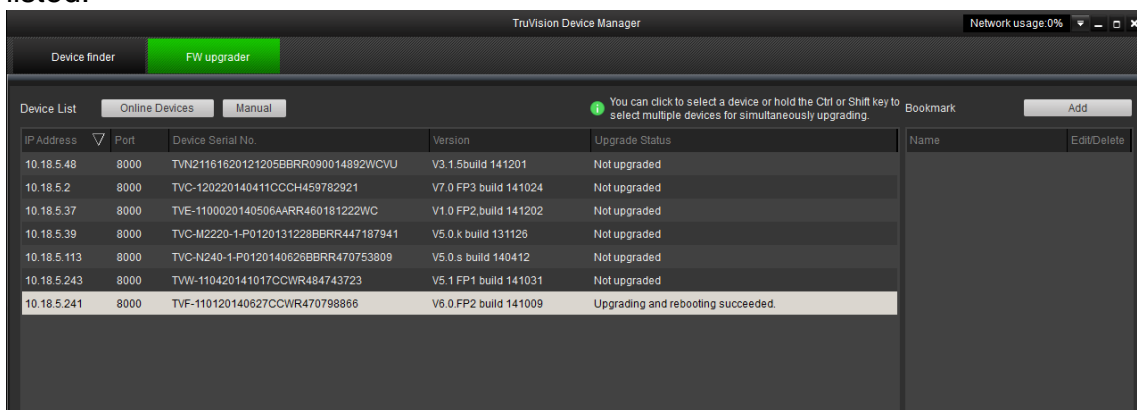 listed.
TruVision Device Manager
Network usage:0%
Device finder
FW upgrader
Device List
Online Devices
Manual
You can click to select a device or hold the Ctrl or Shift key to
select multiple devices for simultaneously upgrading.
Bookmark
Add
IP Address Port Device Serial No. Version Upgrade Status Name Edit/Delete
10.18.5.48 8000 TVN21161620121205BBRR090014892WCVU V3.1.5build 141201 Not upgraded
10.18.5.2 8000 TVC-120220140411CCCH459782921 V7.0 FP3 build 141024 Not upgraded
10.18.5.37 8000 TVE-1100020140506AARR460181222WC V1.0 FP2,build 141202 Not upgraded
10.18.5.39 8000 TVC-M2220-1-P0120131228BBRR447187941 V5.0.k build 131126 Not upgraded
10.18.5.113 8000 TVC-N240-1-P0120140626BBRR470753809 V5.0.s build 140412 Not upgraded
10.18.5.243 8000 TVW-110420141017CCWR484743723 V5.1 FP1 build 141031 Not upgraded
10.18.5.241 8000 TVF-110120140627CCWR470798866 V6.0.FP2 build 141009 Upgrading and rebooting succeeded.